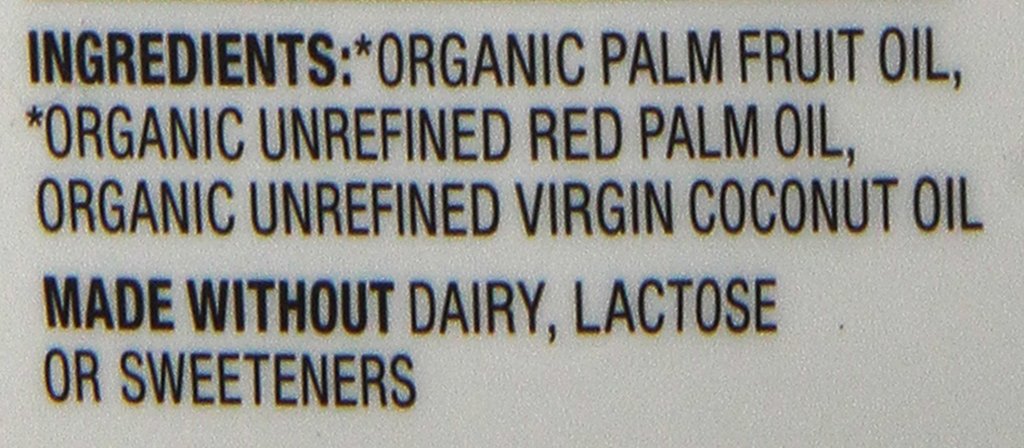 INGREDIENTS:*ORGANIC PALM FRUIT OIL,
*ORGANIC UNREFINED RED PALM OIL,
ORGANIC UNREFINED VIRGIN COCONUT OIL
MADE WITHOUT DAIRY, LACTOSE
OR SWEETENERS